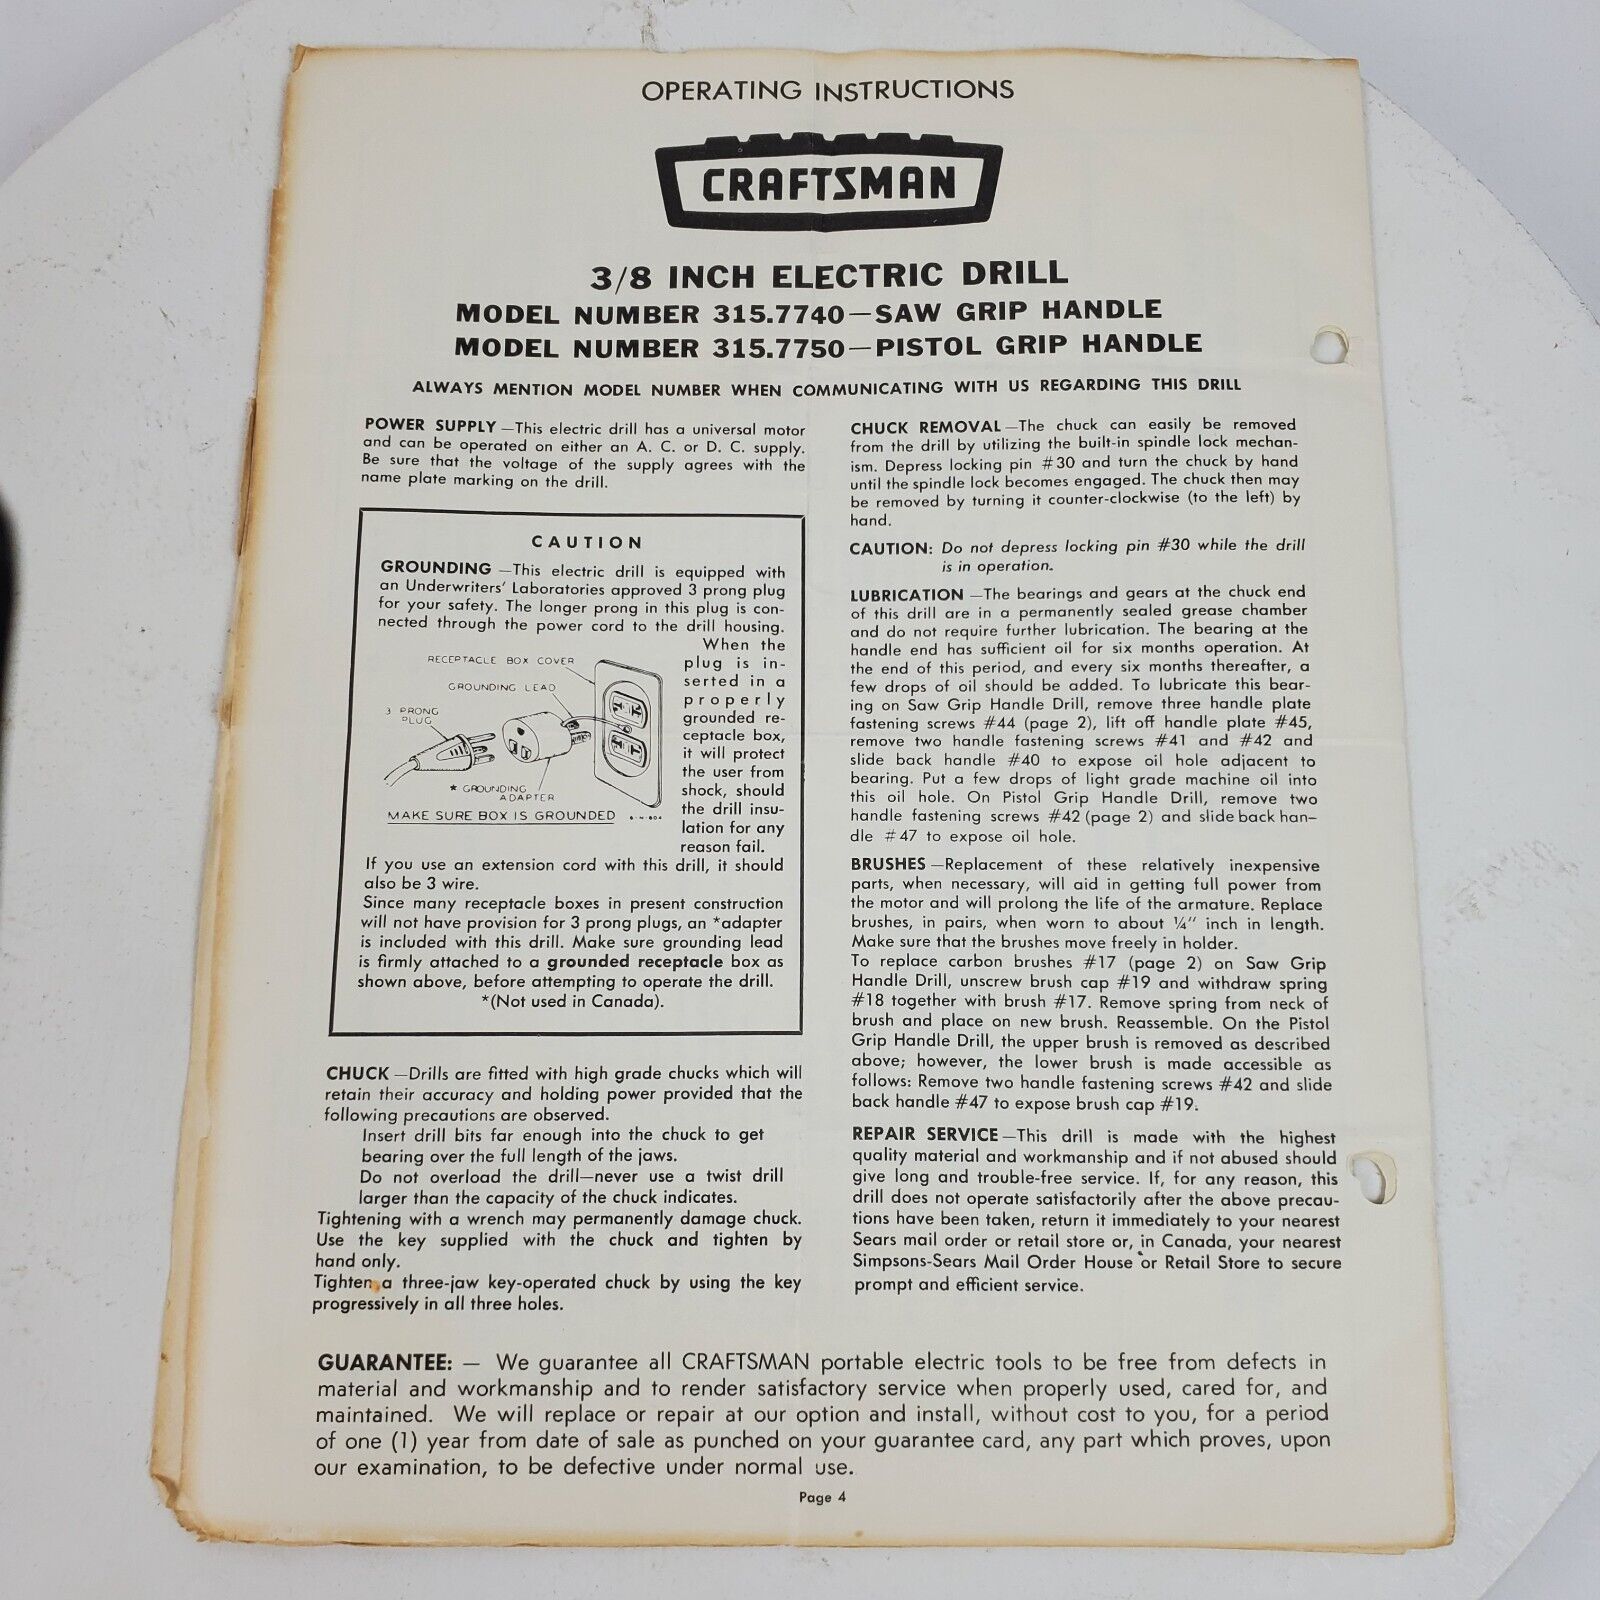 OPERATING INSTRUCTIONS
CRAFTSMAN
3/8 INCH ELECTRIC DRILL
MODEL NUMBER 315.7740—SAW GRIP HANDLE
MODEL NUMBER 315.7750—PISTOL GRIP HANDLE
ALWAYS MENTION MODEL NUMBER WHEN COMMUNICATING WITH US REGARDING THIS DRILL
POWER SUPPLY—This electric drill has a universal motor
and can be operated on either an A. C. or D. C. supply.
Be sure that the voltage of the supply agrees with the
name plate marking on the drill.
CAUTION
GROUNDING—This electric drill is equipped with
an Underwriters' Laboratories approved 3 prong plug
for your safety. The longer prong in this plug is con-
nected through the power cord to the drill housing.
When the
plug is in-
serted in a
properly
grounded re-
ceptacle box,
it will protect
the user from
shock, should
the drill insu-
lation for any
reason fail.
RECEPTACLE BOX COVER
GROUNDING LEAD
3 PRONG
PLUG
* GROUNDING
ADAPTER
MAKE SURE BOX IS GROUNDED
If you use an extension cord with this drill, it should
also be 3 wire.
Since many receptacle boxes in present construction
will not have provision for 3 prong plugs, an *adapter
is included with this drill. Make sure grounding lead
is firmly attached to a grounded receptacle box as
shown above, before attempting to operate the drill.
*(Not used in Canada).
CHUCK—Drills are fitted with high grade chucks which will
retain their accuracy and holding power provided that the
following precautions are observed.
Insert drill bits far enough into the chuck to get
bearing over the full length of the jaws.
Do not overload the drill—never use a twist drill
larger than the capacity of the chuck indicates.
Tightening with a wrench may permanently damage chuck.
Use the key supplied with the chuck and tighten by
hand only.
Tighten a three-jaw key-operated chuck by using the key
progressively in all three holes.
CHUCK REMOVAL—The chuck can easily be removed
from the drill by utilizing the built-in spindle lock mechan-
ism. Depress locking pin #30 and turn the chuck by hand
until the spindle lock becomes engaged. The chuck then may
be removed by turning it counter-clockwise (to the left) by
hand.
CAUTION: Do not depress locking pin #30 while the drill
is in operation.
LUBRICATION—The bearings and gears at the chuck end
of this drill are in a permanently sealed grease chamber
and do not require further lubrication. The bearing at the
handle end has sufficient oil for six months operation. At
the end of this period, and every six months thereafter, a
few drops of oil should be added. To lubricate this bear-
ing on Saw Grip Handle Drill, remove three handle plate
fastening screws #44 (page 2), lift off handle plate #45,
remove two handle fastening screws #41 and #42 and
slide back handle #40 to expose oil hole adjacent to
bearing. Put a few drops of light grade machine oil into
this oil hole. On Pistol Grip Handle Drill, remove two
handle fastening screws #42 (page 2) and slide back han-
dle #47 to expose oil hole.
BRUSHES—Replacement of these relatively inexpensive
parts, when necessary, will aid in getting full power from
the motor and will prolong the life of the armature. Replace
brushes, in pairs, when worn to about ¼" inch in length.
Make sure that the brushes move freely in holder.
To replace carbon brushes #17 (page 2) on Saw Grip
Handle Drill, unscrew brush cap #19 and withdraw spring
#18 together with brush #17. Remove spring from neck of
brush and place on new brush. Reassemble. On the Pistol
Grip Handle Drill, the upper brush is removed as described
above; however, the lower brush is made accessible as
follows: Remove two handle fastening screws #42 and slide
back handle #47 to expose brush cap #19.
REPAIR SERVICE—This drill is made with the highest
quality material and workmanship and if not abused should
give long and trouble-free service. If, for any reason, this
drill does not operate satisfactorily after the above precau-
tions have been taken, return it immediately to your nearest
Sears mail order or retail store or, in Canada, your nearest
Simpsons-Sears Mail Order House or Retail Store to secure
prompt and efficient service.
GUARANTEE: — We guarantee all CRAFTSMAN portable electric tools to be free from defects in
material and workmanship and to render satisfactory service when properly used, cared for, and
maintained. We will replace or repair at our option and install, without cost to you, for a period
of one (1) year from date of sale as punched on your guarantee card, any part which proves, upon
our examination, to be defective under normal use.
Page 4